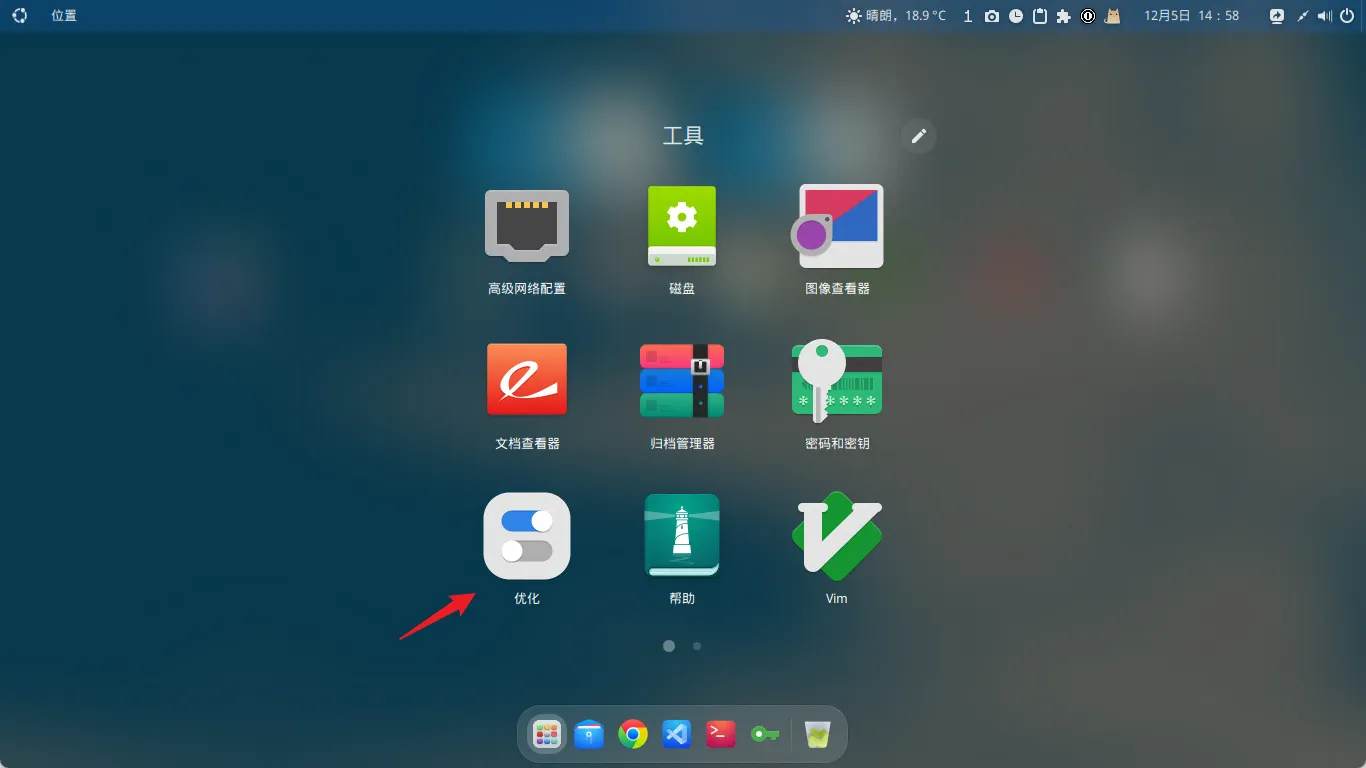 位置
晴朗，18.9 °C
1
12月5日 14：58
工具
高级网络配置
磁盘
图像查看器
文档查看器
归档管理器
密码和密钥
优化
帮助
Vim